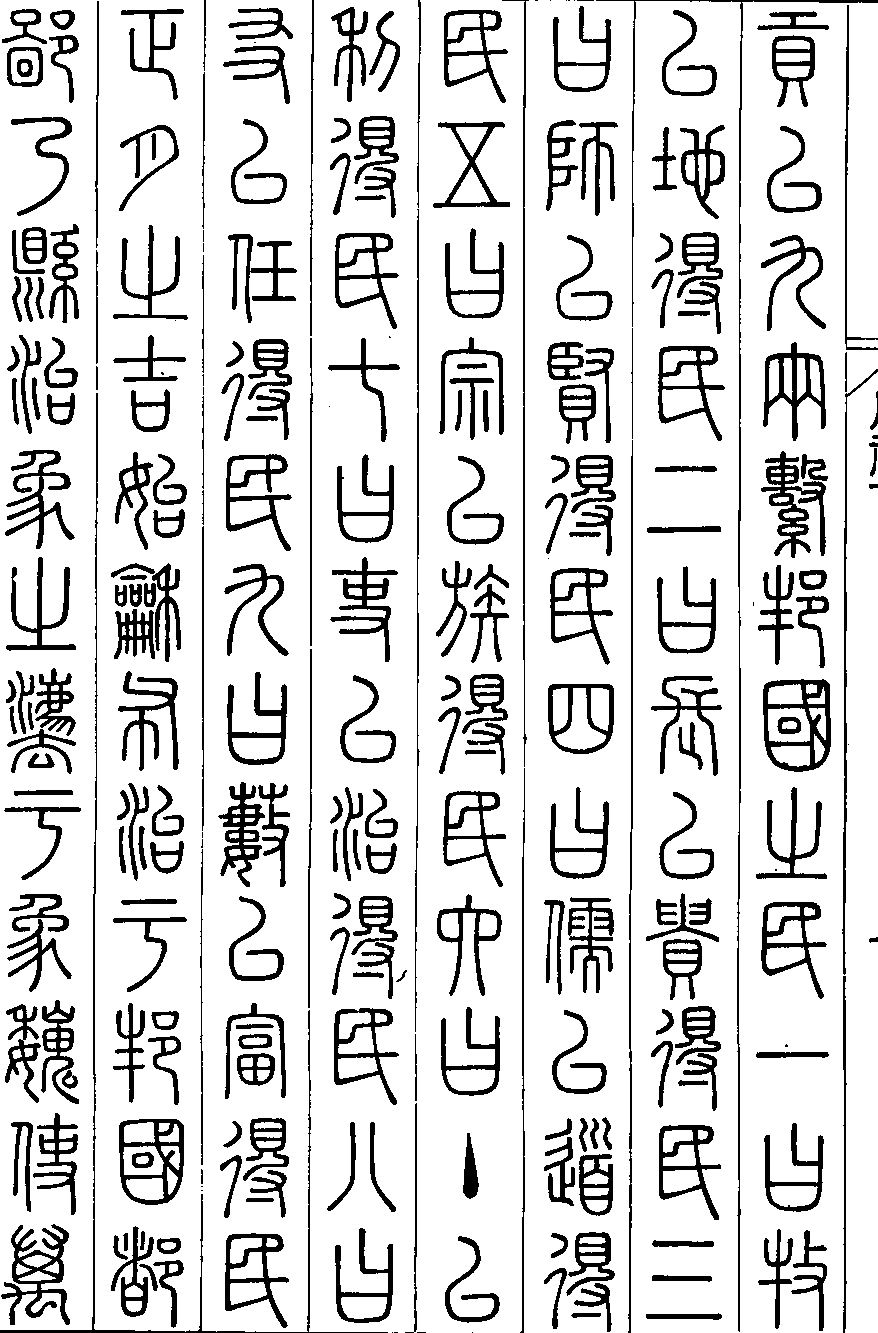 貢以九兩繫邦國之民一曰牧
以地得民二曰長以貴得民三
曰師以賢得民四曰儒以道得
民五曰宗以族得民六曰丶以
利得民七曰吏以治得民八曰
友以任得民九曰藪以富得民
正月之吉始龢布治于邦國都
鄙乃縣治象之灋于象魏使萬